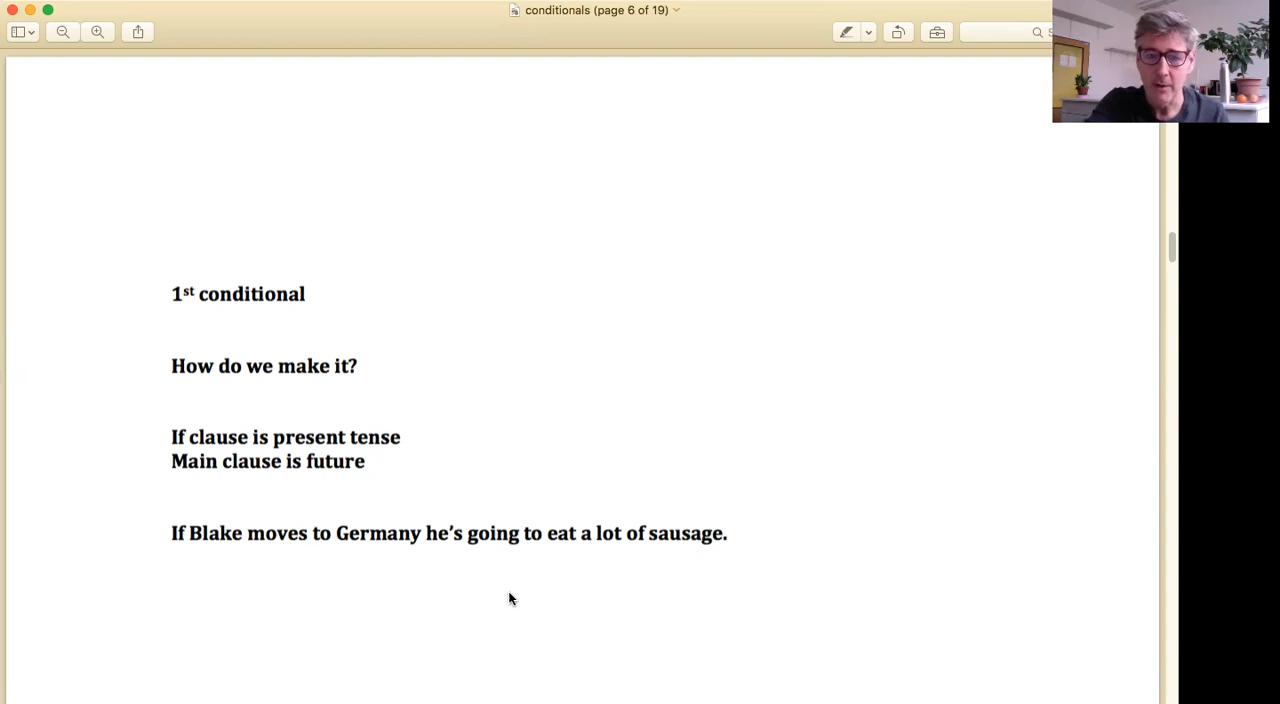 conditionals (page 6 of 19)
1st conditional
How do we make it?
If clause is present tense
Main clause is future
If Blake moves to Germany he’s going to eat a lot of sausage.